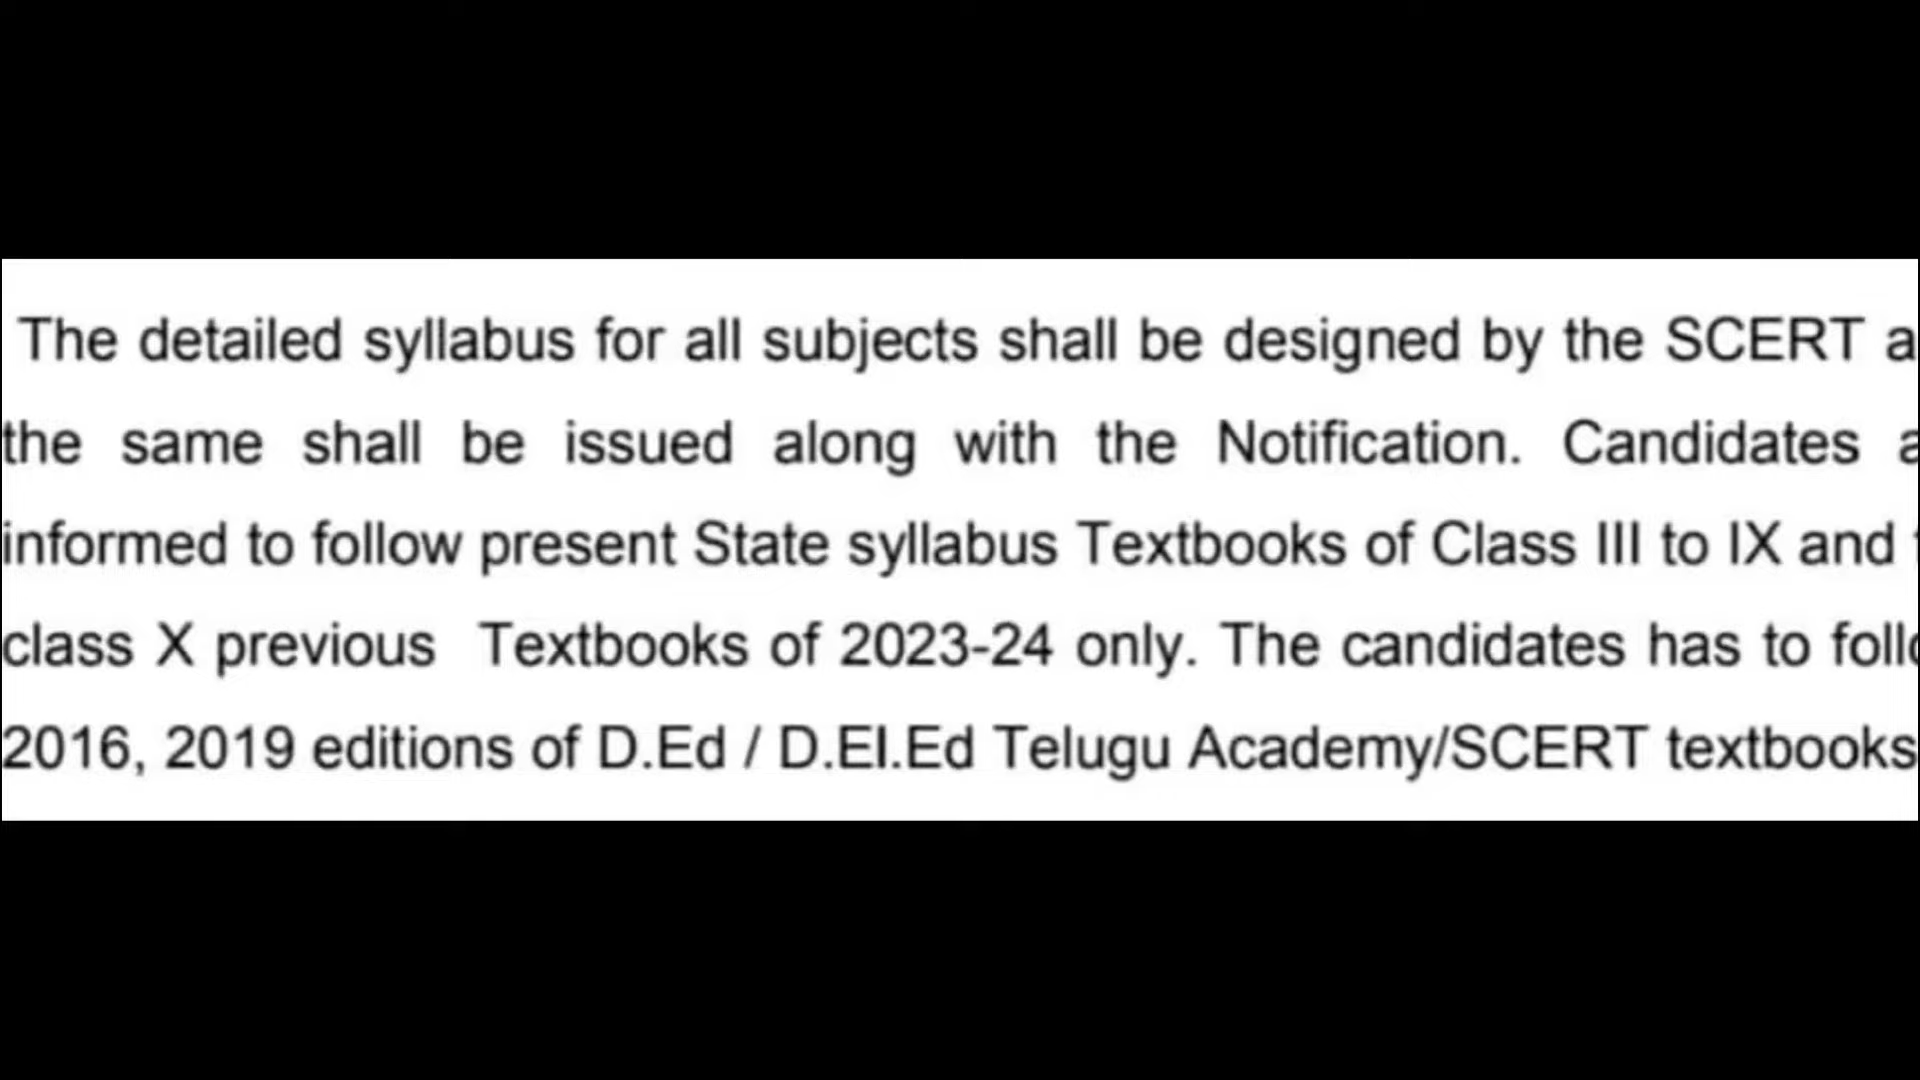 The detailed syllabus for all subjects shall be designed by the SCERT
the same shall be issued along with the Notification. Candidates
informed to follow present State syllabus Textbooks of Class III to IX and
class X previous Textbooks of 2023-24 only. The candidates has to
2016, 2019 editions of D.Ed / D.El.Ed Telugu Academy/SCERT textbooks